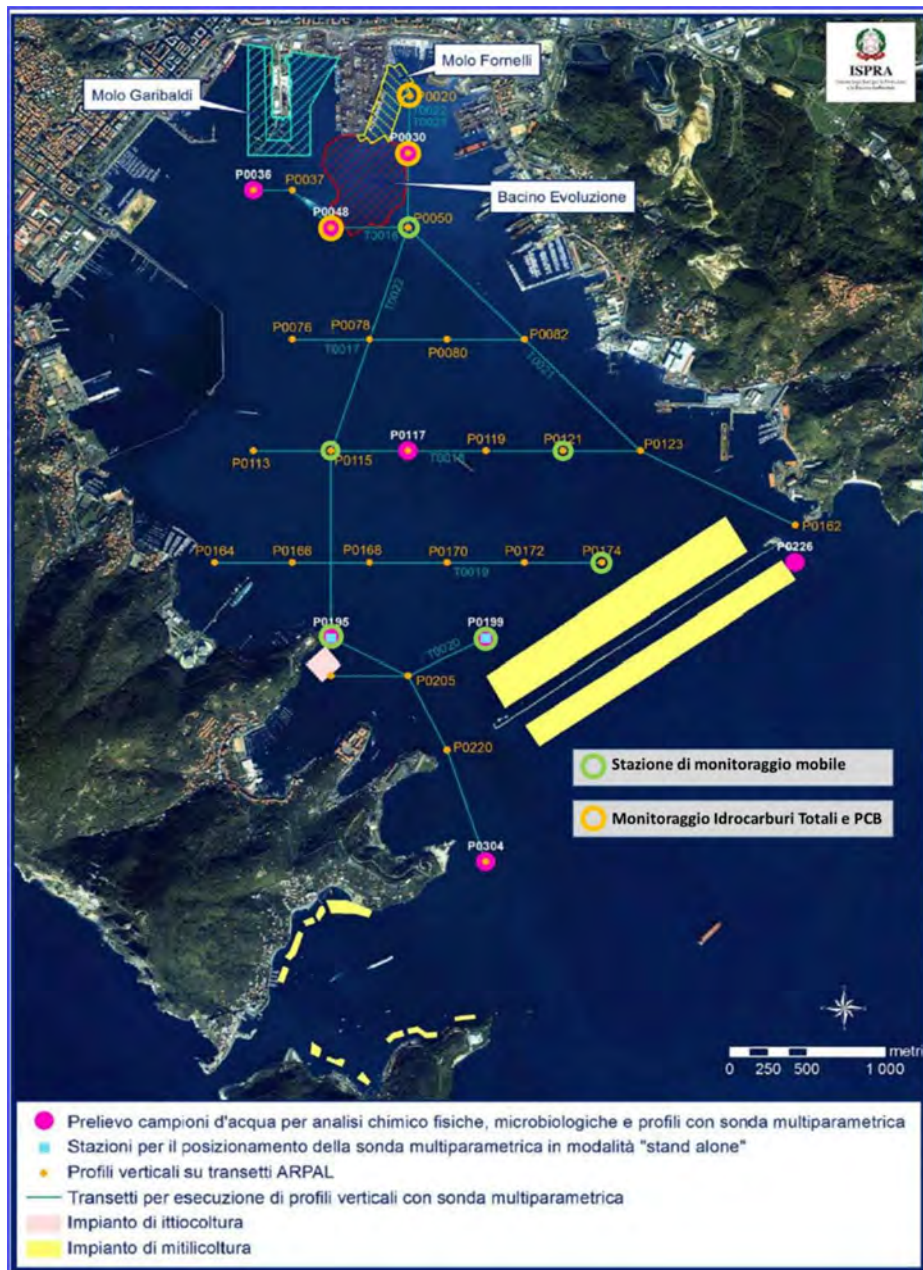 ISPRA
Molo Fornelli
Molo Garibaldi
P0020
T0022
P0030
P0036
P0037
Bacino Evoluzione
P0048
P0050
T0016
T0023
P0076
P0078
P0082
T0017
P0080
T0021
P0117
P0119
P0121
P0123
P0113
P0115
T0018
P0162
P0164
P0166
P0168
P0170
P0172
P0174
P0226
T0019
P0195
P0199
T0020
P0205
P0220
Stazione di monitoraggio mobile
Monitoraggio Idrocarburi Totali e PCB
P0304
metri
0 250 500 1 000
Prelievo campioni d'acqua per analisi chimico fisiche, microbiologiche e profili con sonda multiparametrica
Stazioni per il posizionamento della sonda multiparametrica in modalità "stand alone"
Profili verticali su transetti ARPAL
Transetti per esecuzione di profili verticali con sonda multiparametrica
Impianto di ittiocoltura
Impianto di mitilicoltura